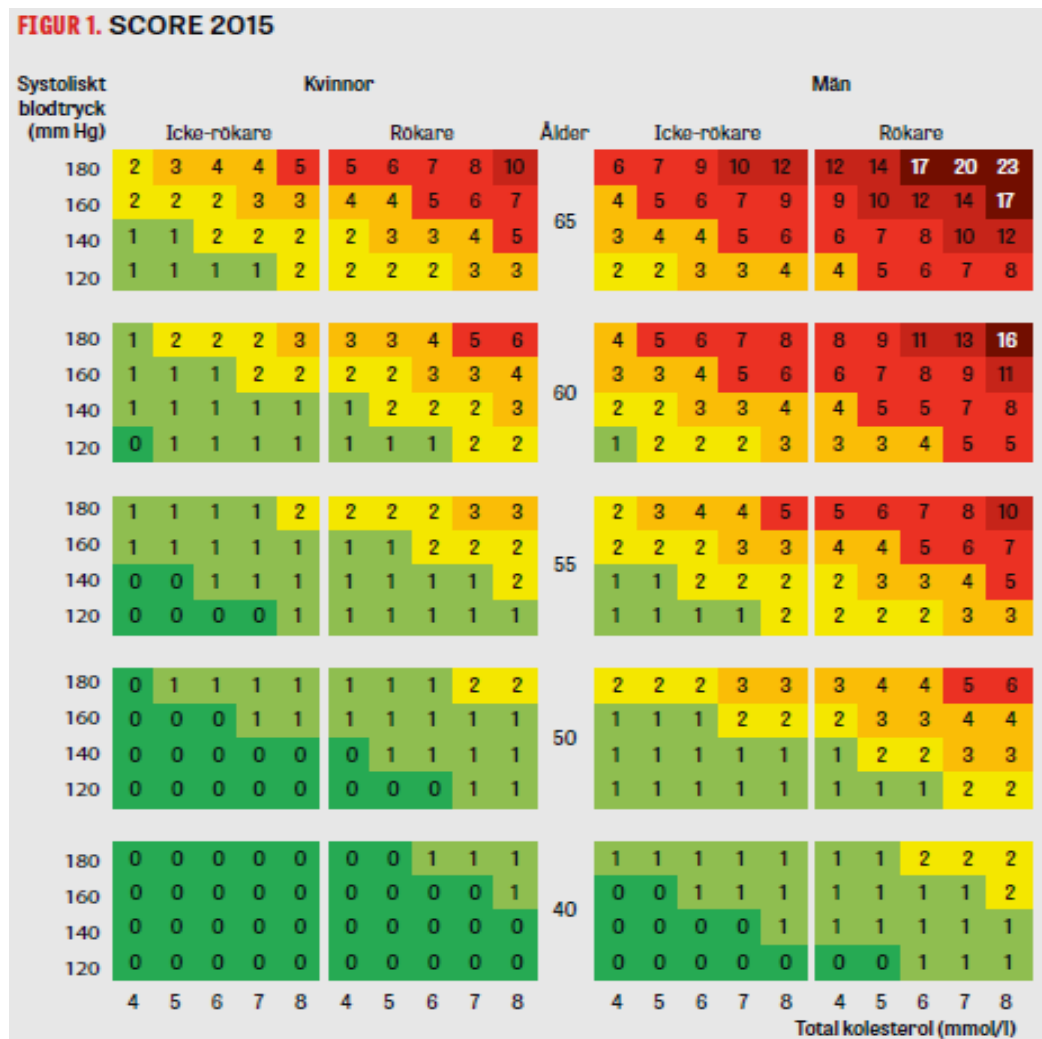 FIGUR 1. SCORE 2015
Systoliskt blodtryck (mm Hg)
Kvinnor
Män
Icke-rökare Rökare Ålder Icke-rökare Rökare
180 2 3 4 4 5 5 6 7 8 10 6 7 9 10 12 12 14 17 20 23
160 2 2 2 3 3 4 4 5 6 7 4 5 6 7 9 9 10 12 14 17
65
140 1 1 2 2 2 2 3 3 4 5 3 4 4 5 6 6 7 8 10 12
120 1 1 1 1 2 2 2 2 3 3 2 2 3 3 4 4 5 6 7 8
180 1 2 2 2 3 3 3 4 5 6 4 5 6 7 8 8 9 11 13 16
160 1 1 1 2 2 2 2 3 3 4 3 3 4 5 6 6 7 8 9 11
60
140 1 1 1 1 1 1 2 2 2 3 2 2 3 3 4 4 5 5 7 8
120 0 1 1 1 1 1 1 1 2 2 1 2 2 2 3 3 3 4 5 5
180 1 1 1 1 2 2 2 2 3 3 2 3 4 4 5 5 6 7 8 10
160 1 1 1 1 1 1 1 2 2 2 2 2 2 3 3 4 4 5 6 7
55
140 0 0 1 1 1 1 1 1 1 2 1 1 2 2 2 2 3 3 4 5
120 0 0 0 0 1 1 1 1 1 1 1 1 1 1 2 2 2 2 3 3
180 0 1 1 1 1 1 1 1 2 2 2 2 2 3 3 3 4 4 5 6
160 0 0 0 1 1 1 1 1 1 1 1 1 1 2 2 2 3 3 4 4
50
140 0 0 0 0 0 0 1 1 1 1 1 1 1 1 1 1 2 2 3 3
120 0 0 0 0 0 0 0 0 1 1 1 1 1 1 1 1 1 1 2 2
180 0 0 0 0 0 0 0 1 1 1 1 1 1 1 1 1 1 2 2 2
160 0 0 0 0 0 0 0 0 0 1 0 0 1 1 1 1 1 1 1 2
40
140 0 0 0 0 0 0 0 0 0 0 0 0 0 0 1 1 1 1 1 1
120 0 0 0 0 0 0 0 0 0 0 0 0 0 0 0 0 0 1 1 1
4 5 6 7 8 4 5 6 7 8 4 5 6 7 8 4 5 6 7 8
Total kolesterol (mmol/l)